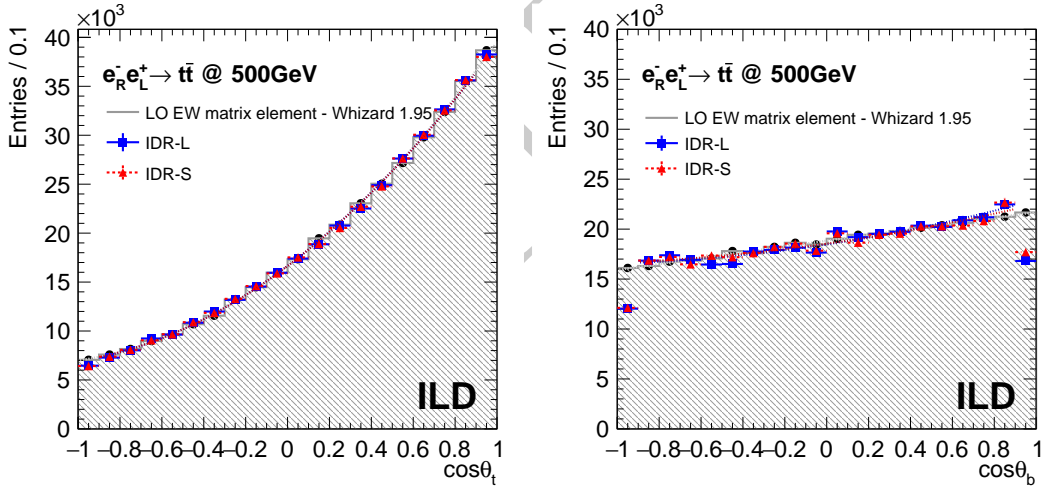 ×10³
Entries / 0.1
40
35
30
25
20
15
10
5
0
e⁻_R e⁺_L → tt̄ @ 500GeV
LO EW matrix element - Whizard 1.95
IDR-L
IDR-S
ILD
−1 −0.8 −0.6 −0.4 −0.2 0 0.2 0.4 0.6 0.8 1
cosθ_t
×10³
Entries / 0.1
40
35
30
25
20
15
10
5
0
e⁻_R e⁺_L → tt̄ @ 500GeV
LO EW matrix element - Whizard 1.95
IDR-L
IDR-S
ILD
−1 −0.8 −0.6 −0.4 −0.2 0 0.2 0.4 0.6 0.8 1
cosθ_b